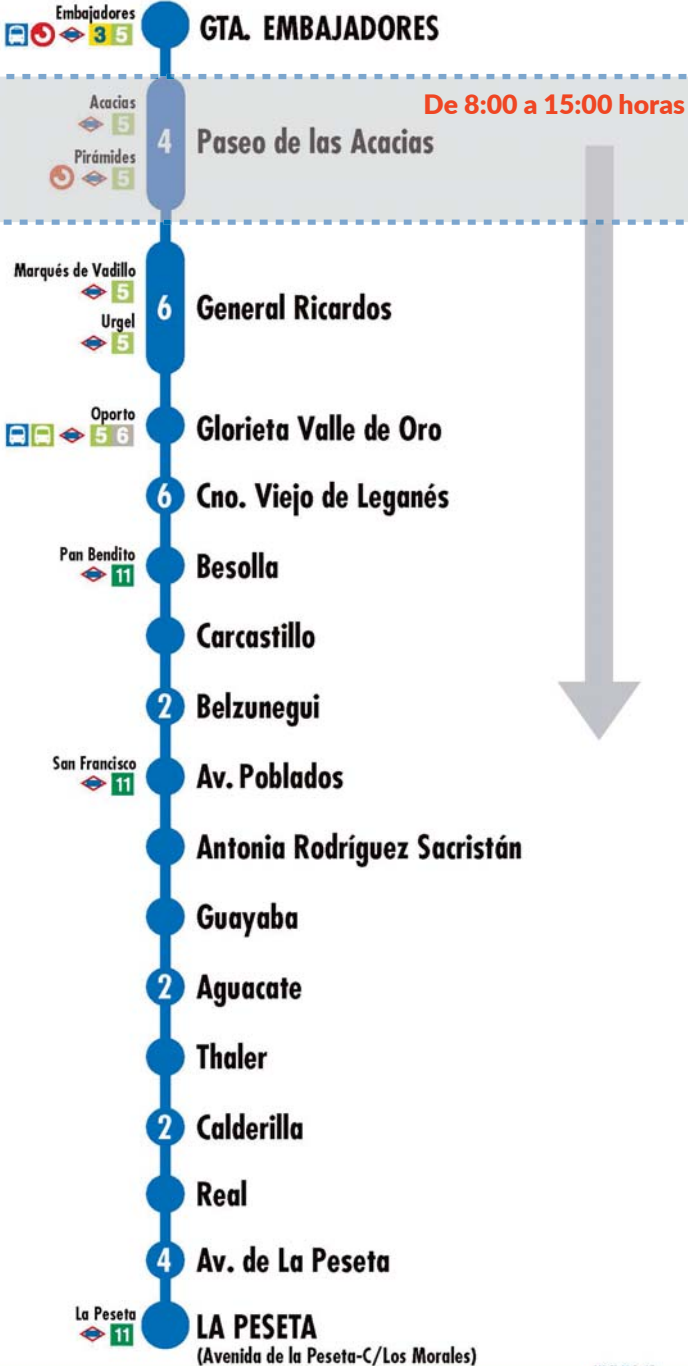 Embajadores
3 5
GTA. EMBAJADORES
De 8:00 a 15:00 horas
Acacias
5
4
Paseo de las Acacias
Pirámides
5
Marqués de Vadillo
5
6
General Ricardos
Urgel
5
Oporto
5 6
Glorieta Valle de Oro
6
Cno. Viejo de Leganés
Pan Bendito
11
Besolla
Carcastillo
2
Belzunegui
San Francisco
11
Av. Poblados
Antonia Rodríguez Sacristán
Guayaba
2
Aguacate
Thaler
2
Calderilla
Real
4
Av. de La Peseta
La Peseta
11
LA PESETA
(Avenida de la Peseta-C/Los Morales)